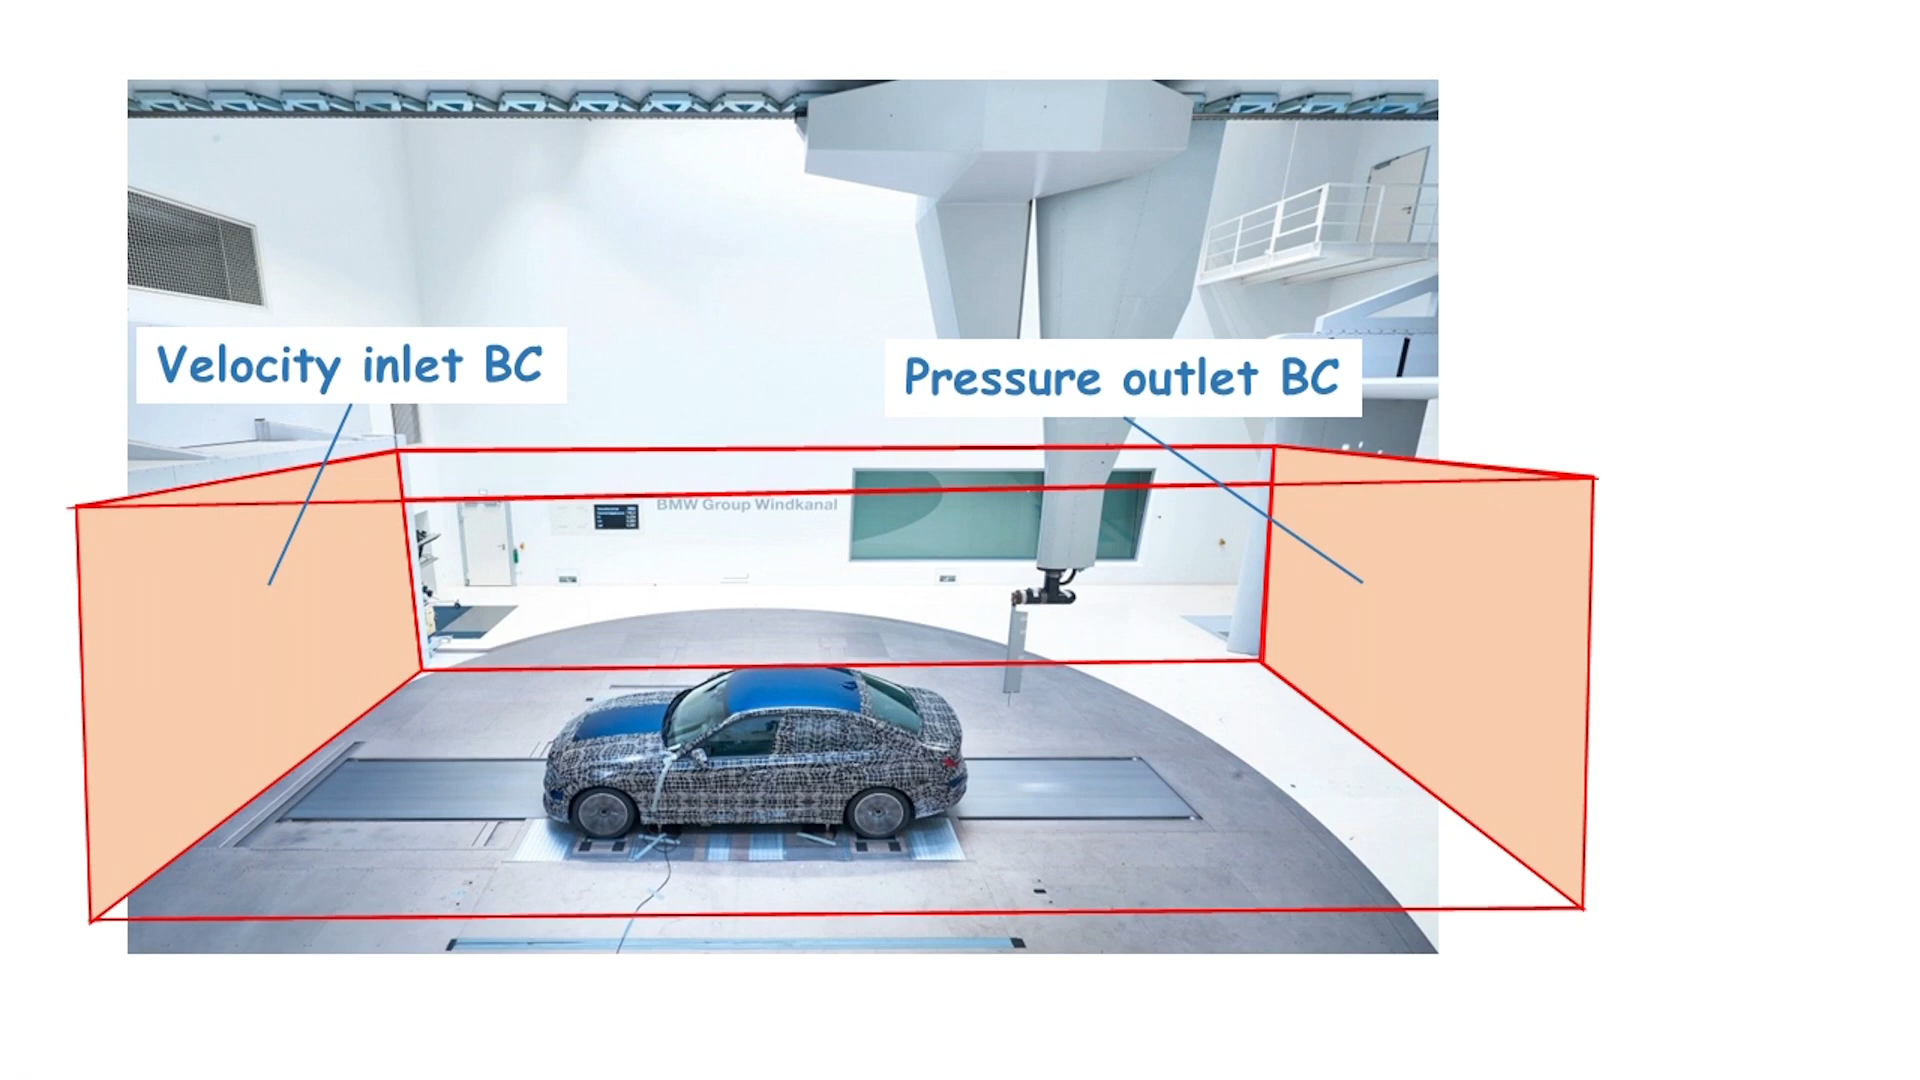 Velocity inlet BC
Pressure outlet BC
BMW Group Windkanal